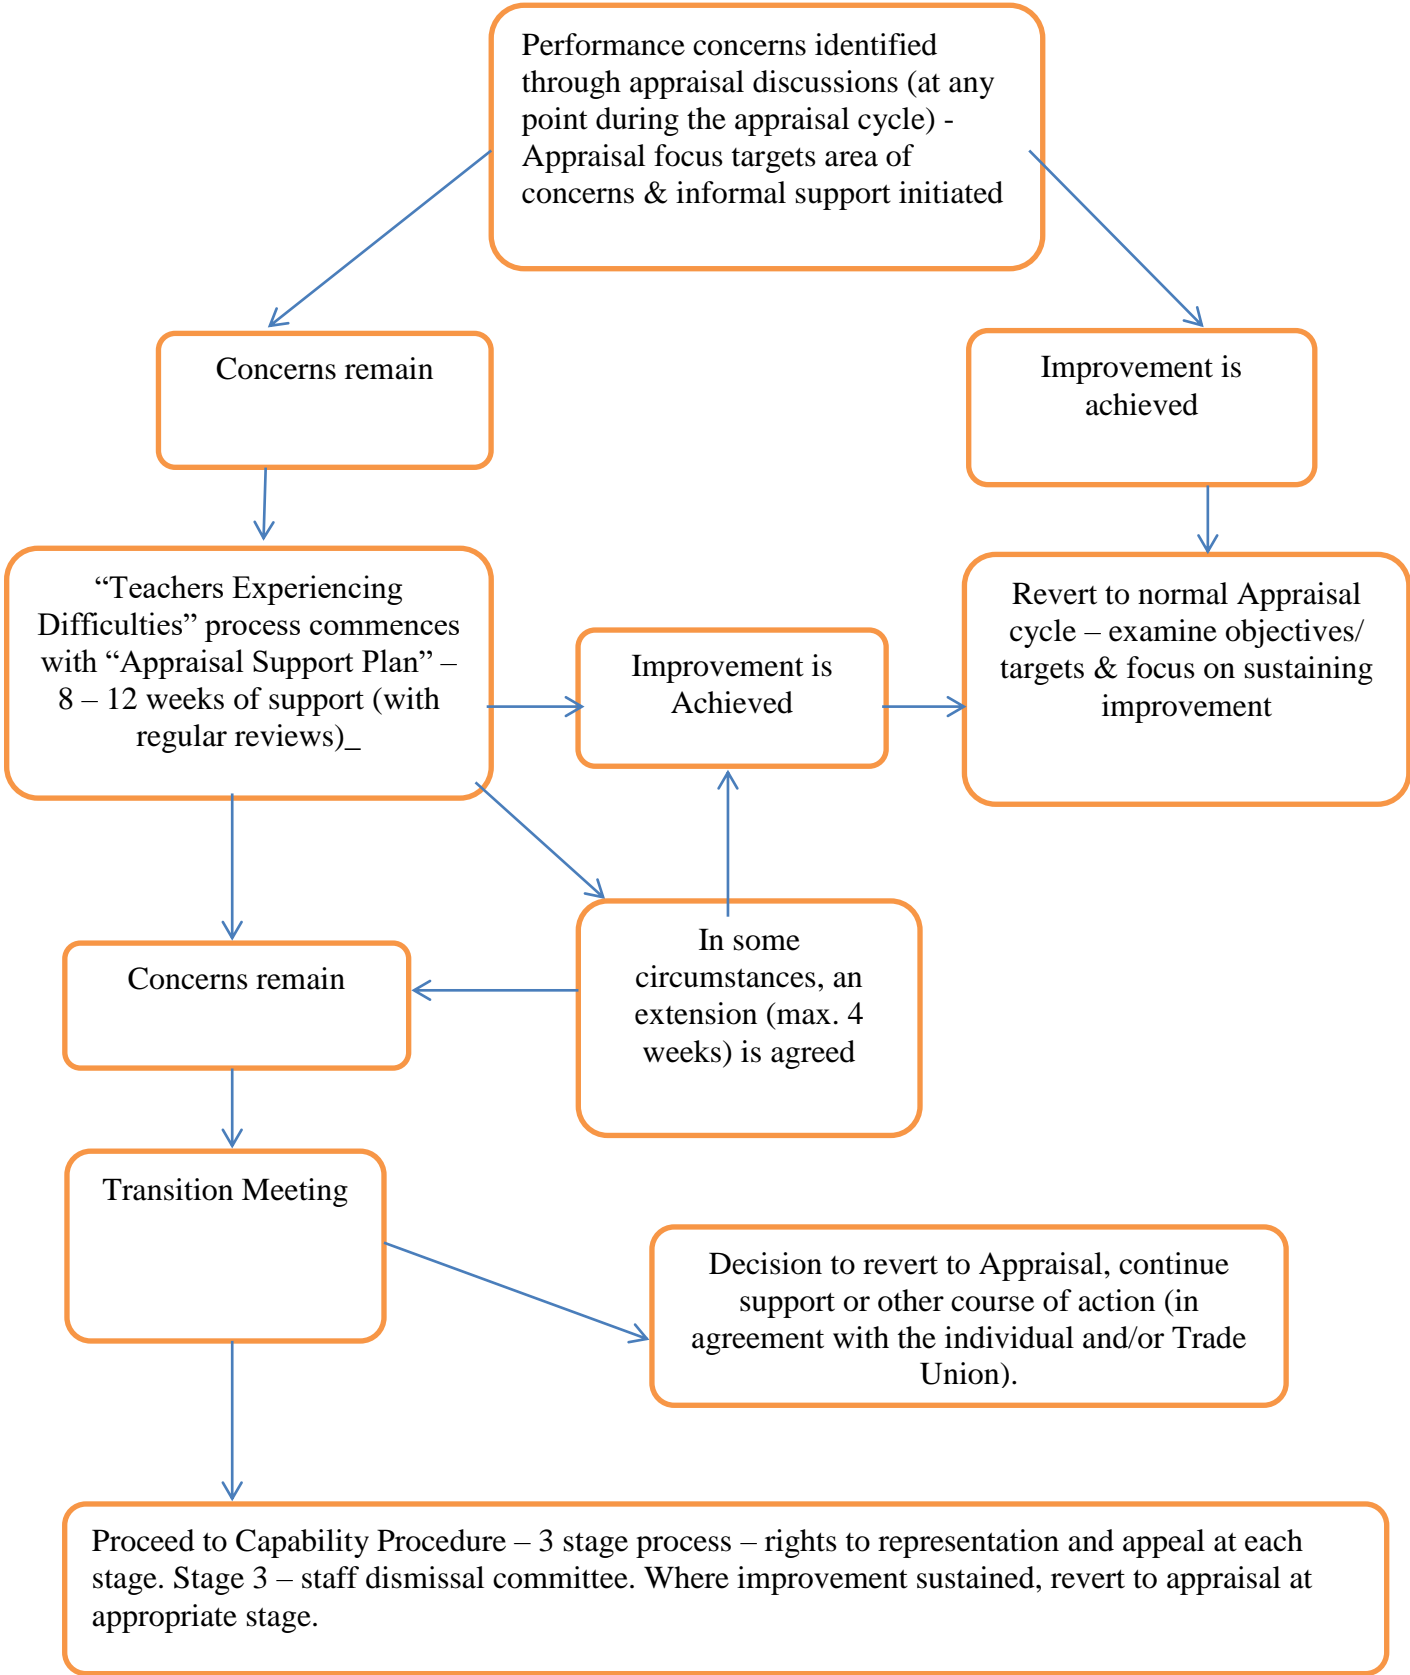 Performance concerns identified
through appraisal discussions (at any
point during the appraisal cycle) -
Appraisal focus targets area of
concerns & informal support initiated
Concerns remain
Improvement is
achieved
“Teachers Experiencing
Difficulties” process commences
with “Appraisal Support Plan” –
8 – 12 weeks of support (with
regular reviews)_
Improvement is
Achieved
Revert to normal Appraisal
cycle – examine objectives/
targets & focus on sustaining
improvement
Concerns remain
In some
circumstances, an
extension (max. 4
weeks) is agreed
Transition Meeting
Decision to revert to Appraisal, continue
support or other course of action (in
agreement with the individual and/or Trade
Union).
Proceed to Capability Procedure – 3 stage process – rights to representation and appeal at each
stage. Stage 3 – staff dismissal committee. Where improvement sustained, revert to appraisal at
appropriate stage.